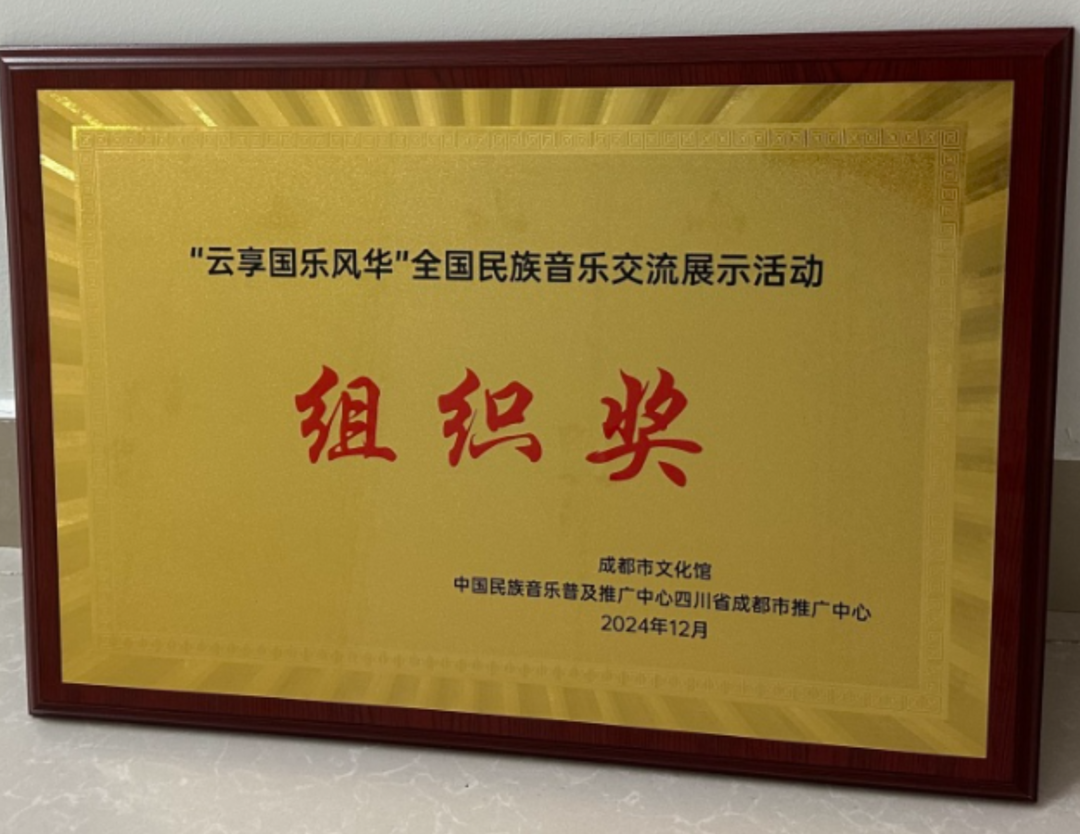 "云享国乐风华"全国民族音乐交流展示活动
组织奖
成都市文化馆
中国民族音乐普及推广中心四川省成都市推广中心
2024年12月